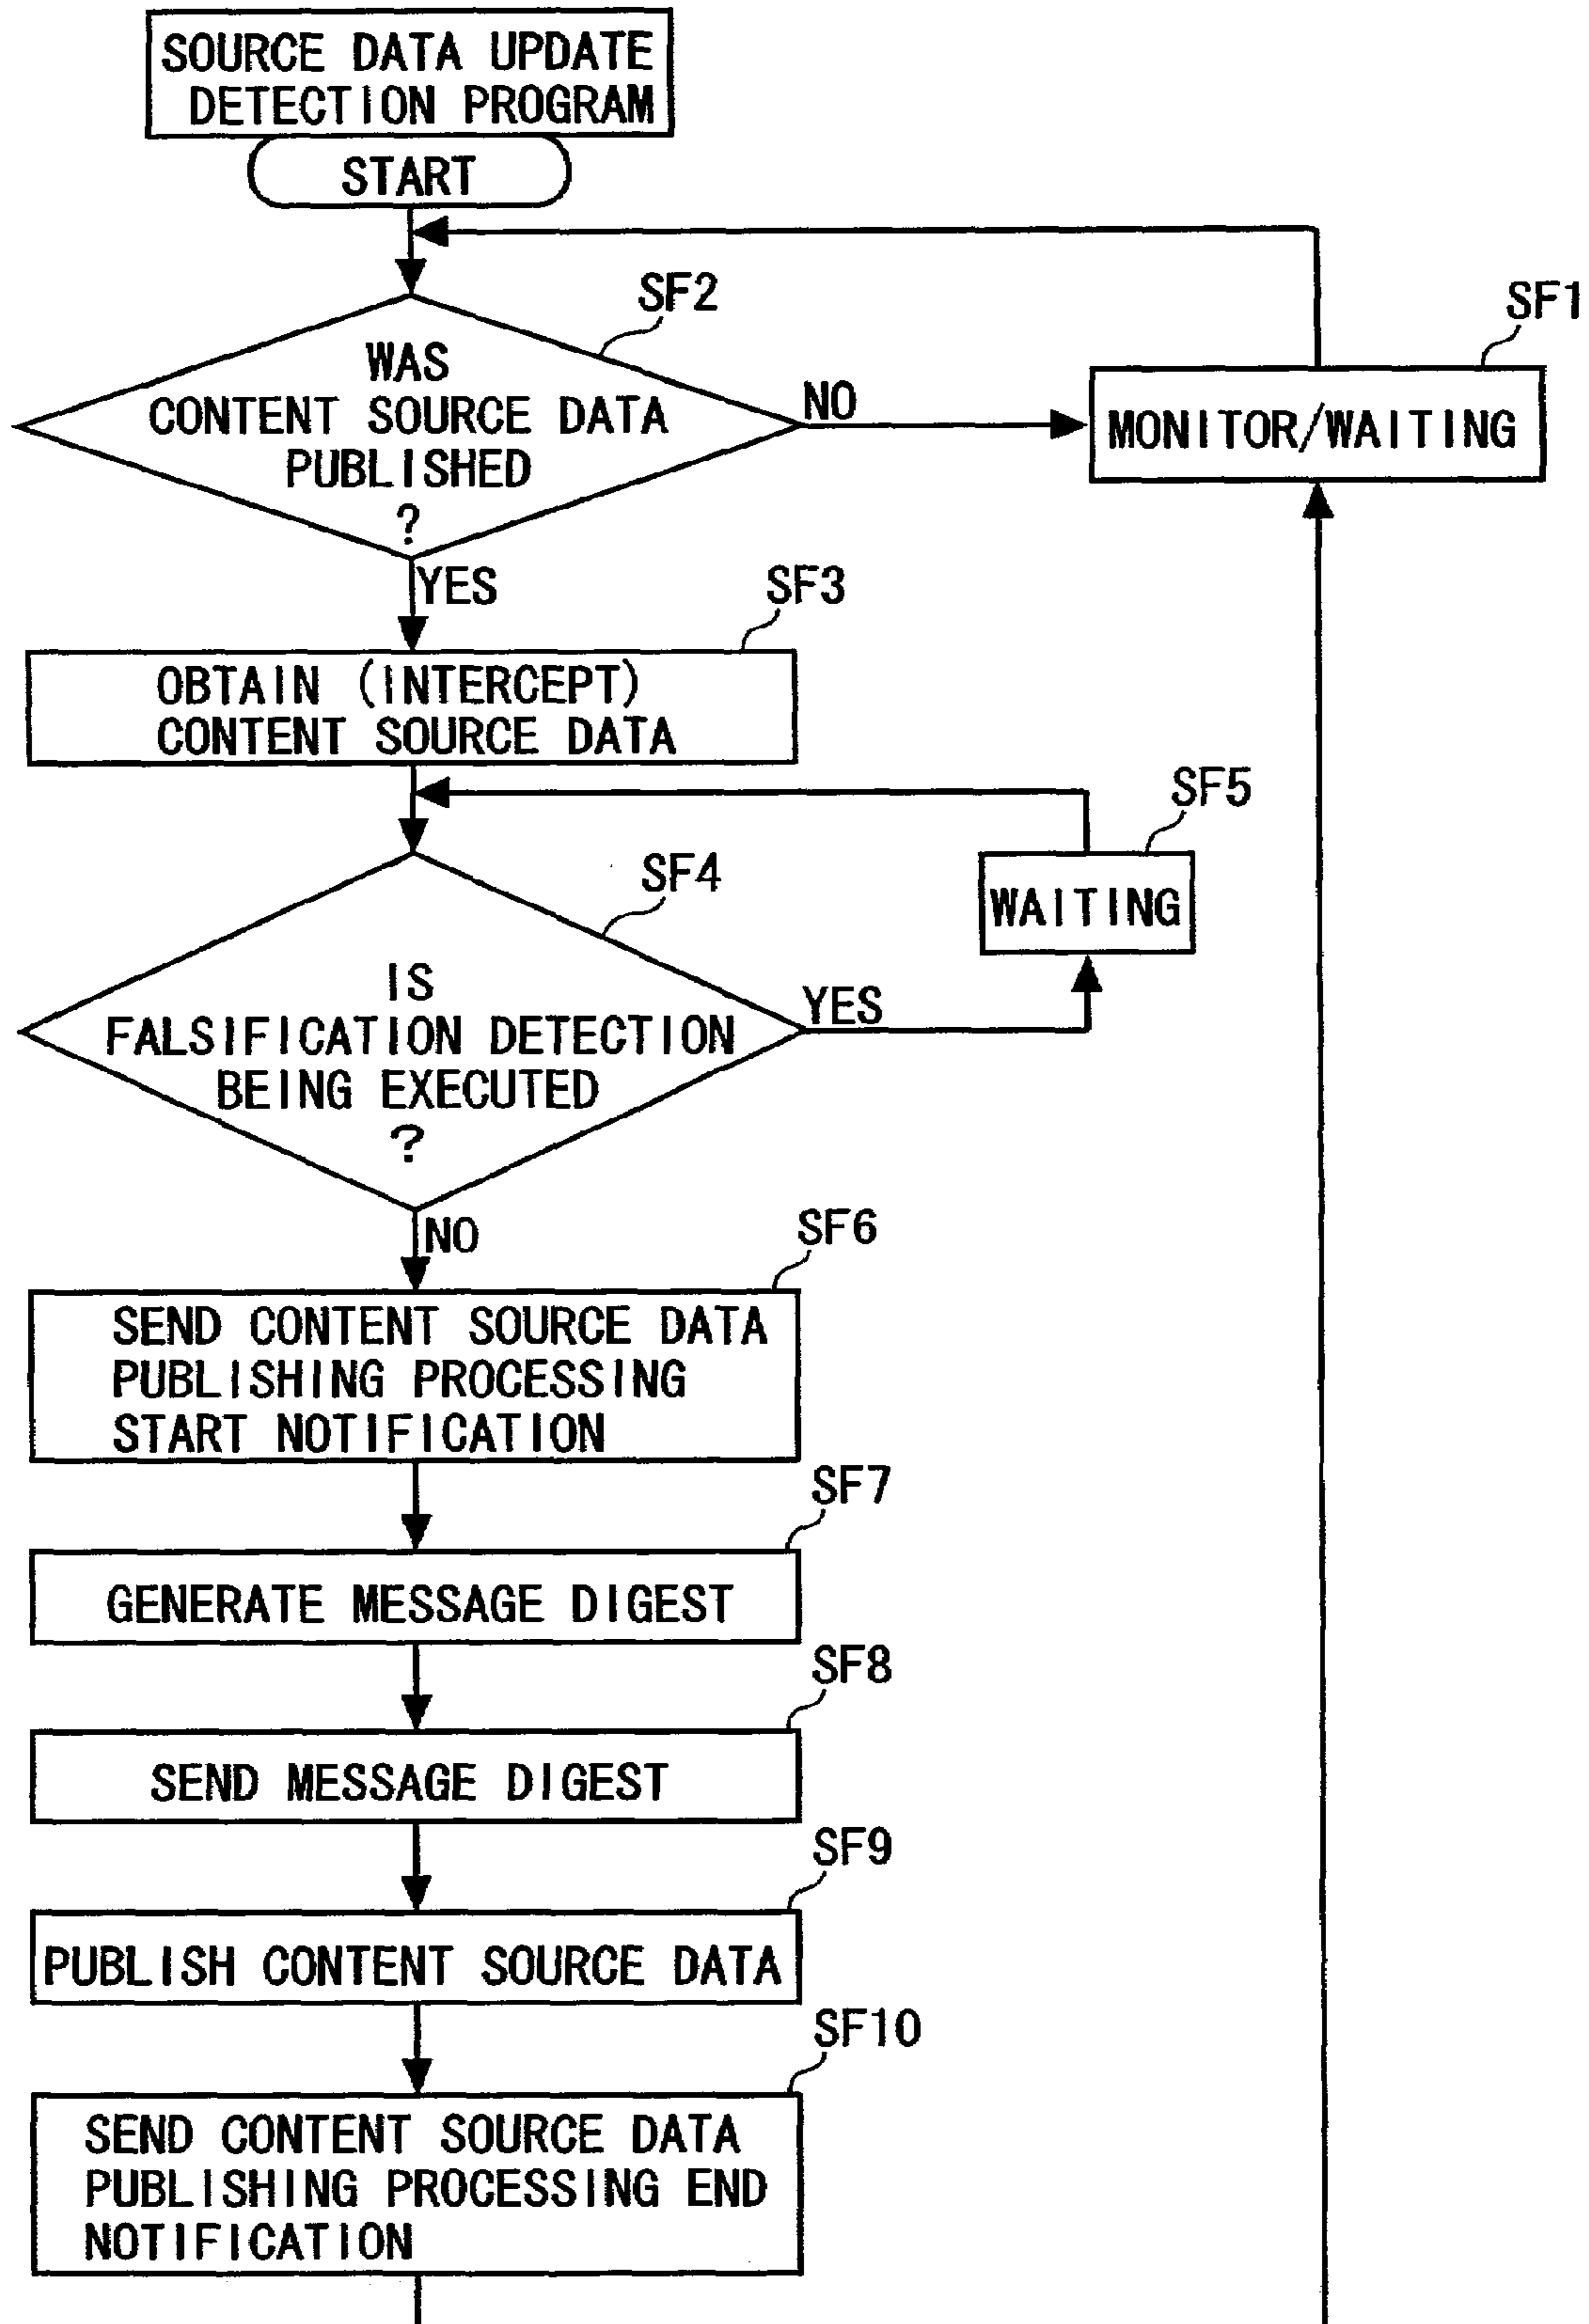 SOURCE DATA UPDATE
DETECTION PROGRAM
START
SF2
WAS
CONTENT SOURCE DATA
PUBLISHED
?
NO
SF1
MONITOR/WAITING
YES
SF3
OBTAIN (INTERCEPT)
CONTENT SOURCE DATA
SF5
WAITING
SF4
IS
FALSIFICATION DETECTION
BEING EXECUTED
?
YES
NO
SF6
SEND CONTENT SOURCE DATA
PUBLISHING PROCESSING
START NOTIFICATION
SF7
GENERATE MESSAGE DIGEST
SF8
SEND MESSAGE DIGEST
SF9
PUBLISH CONTENT SOURCE DATA
SF10
SEND CONTENT SOURCE DATA
PUBLISHING PROCESSING END
NOTIFICATION